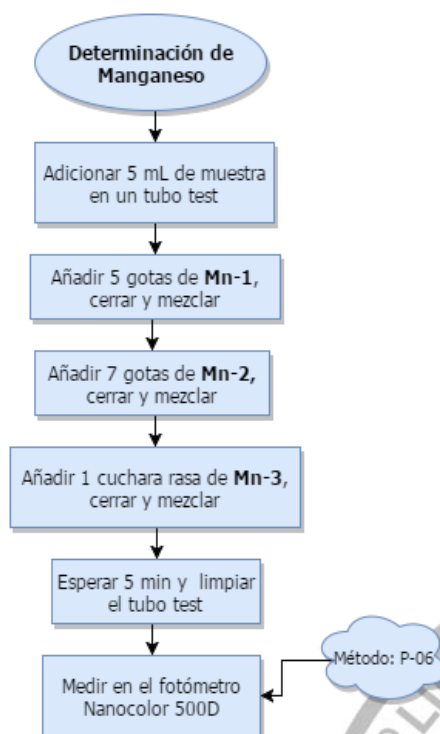 Determinación de
Manganeso
Adicionar 5 mL de muestra
en un tubo test
Añadir 5 gotas de Mn-1,
cerrar y mezclar
Añadir 7 gotas de Mn-2,
cerrar y mezclar
Añadir 1 cuchara rasa de Mn-3,
cerrar y mezclar
Esperar 5 min y limpiar
el tubo test
Método: P-06
Medir en el fotómetro
Nanocolor 500D